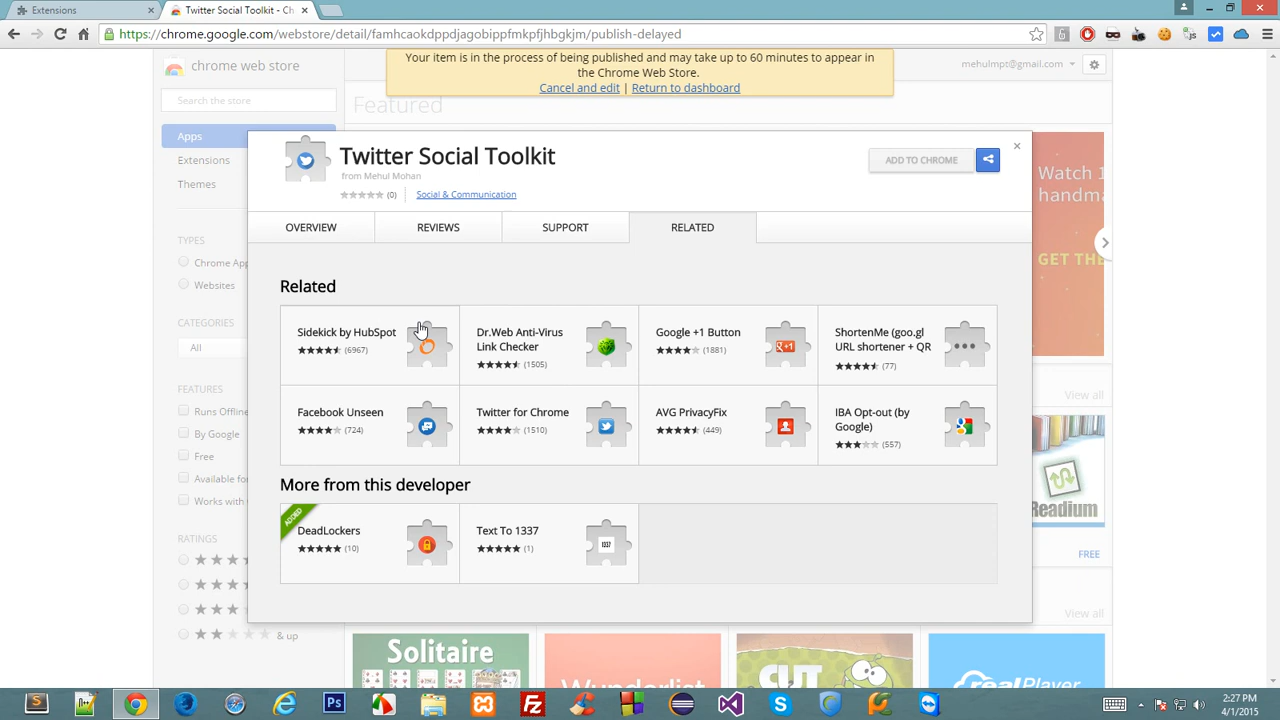 Extensions
Twitter Social Toolkit - Ch
https://chrome.google.com/webstore/detail/famhcaokdppdjagobippmkpfjhbgkjm/publish-delayed
Your item is in the process of being published and may take up to 60 minutes to appear
in the Chrome Web Store.
Cancel and edit | Return to dashboard
chrome web store
mehulmpt@gmail.com
Search the store
Featured
Apps
Extensions
Themes
TYPES
Chrome App
Websites
CATEGORIES
All
FEATURES
Runs Offline
By Google
Free
Available for
Works with
RATINGS
& up
Twitter Social Toolkit
from Mehul Mohan
(0)
Social & Communication
ADD TO CHROME
OVERVIEW
REVIEWS
SUPPORT
RELATED
Related
Sidekick by HubSpot
(6967)
Dr.Web Anti-Virus
Link Checker
(1505)
Google +1 Button
(1881)
g+1
ShortenMe (goo.gl
URL shortener + QR
(77)
Facebook Unseen
(724)
Twitter for Chrome
(1510)
AVG PrivacyFix
(449)
IBA Opt-out (by
Google)
(557)
More from this developer
ADDED
DeadLockers
(10)
Text To 1337
(1)
1337
Watch 1
handma
GET THE
View all
Readium
FREE
View all
Solitaire
Wunderlist
CUT
realPlayer
2:27 PM
4/1/2015